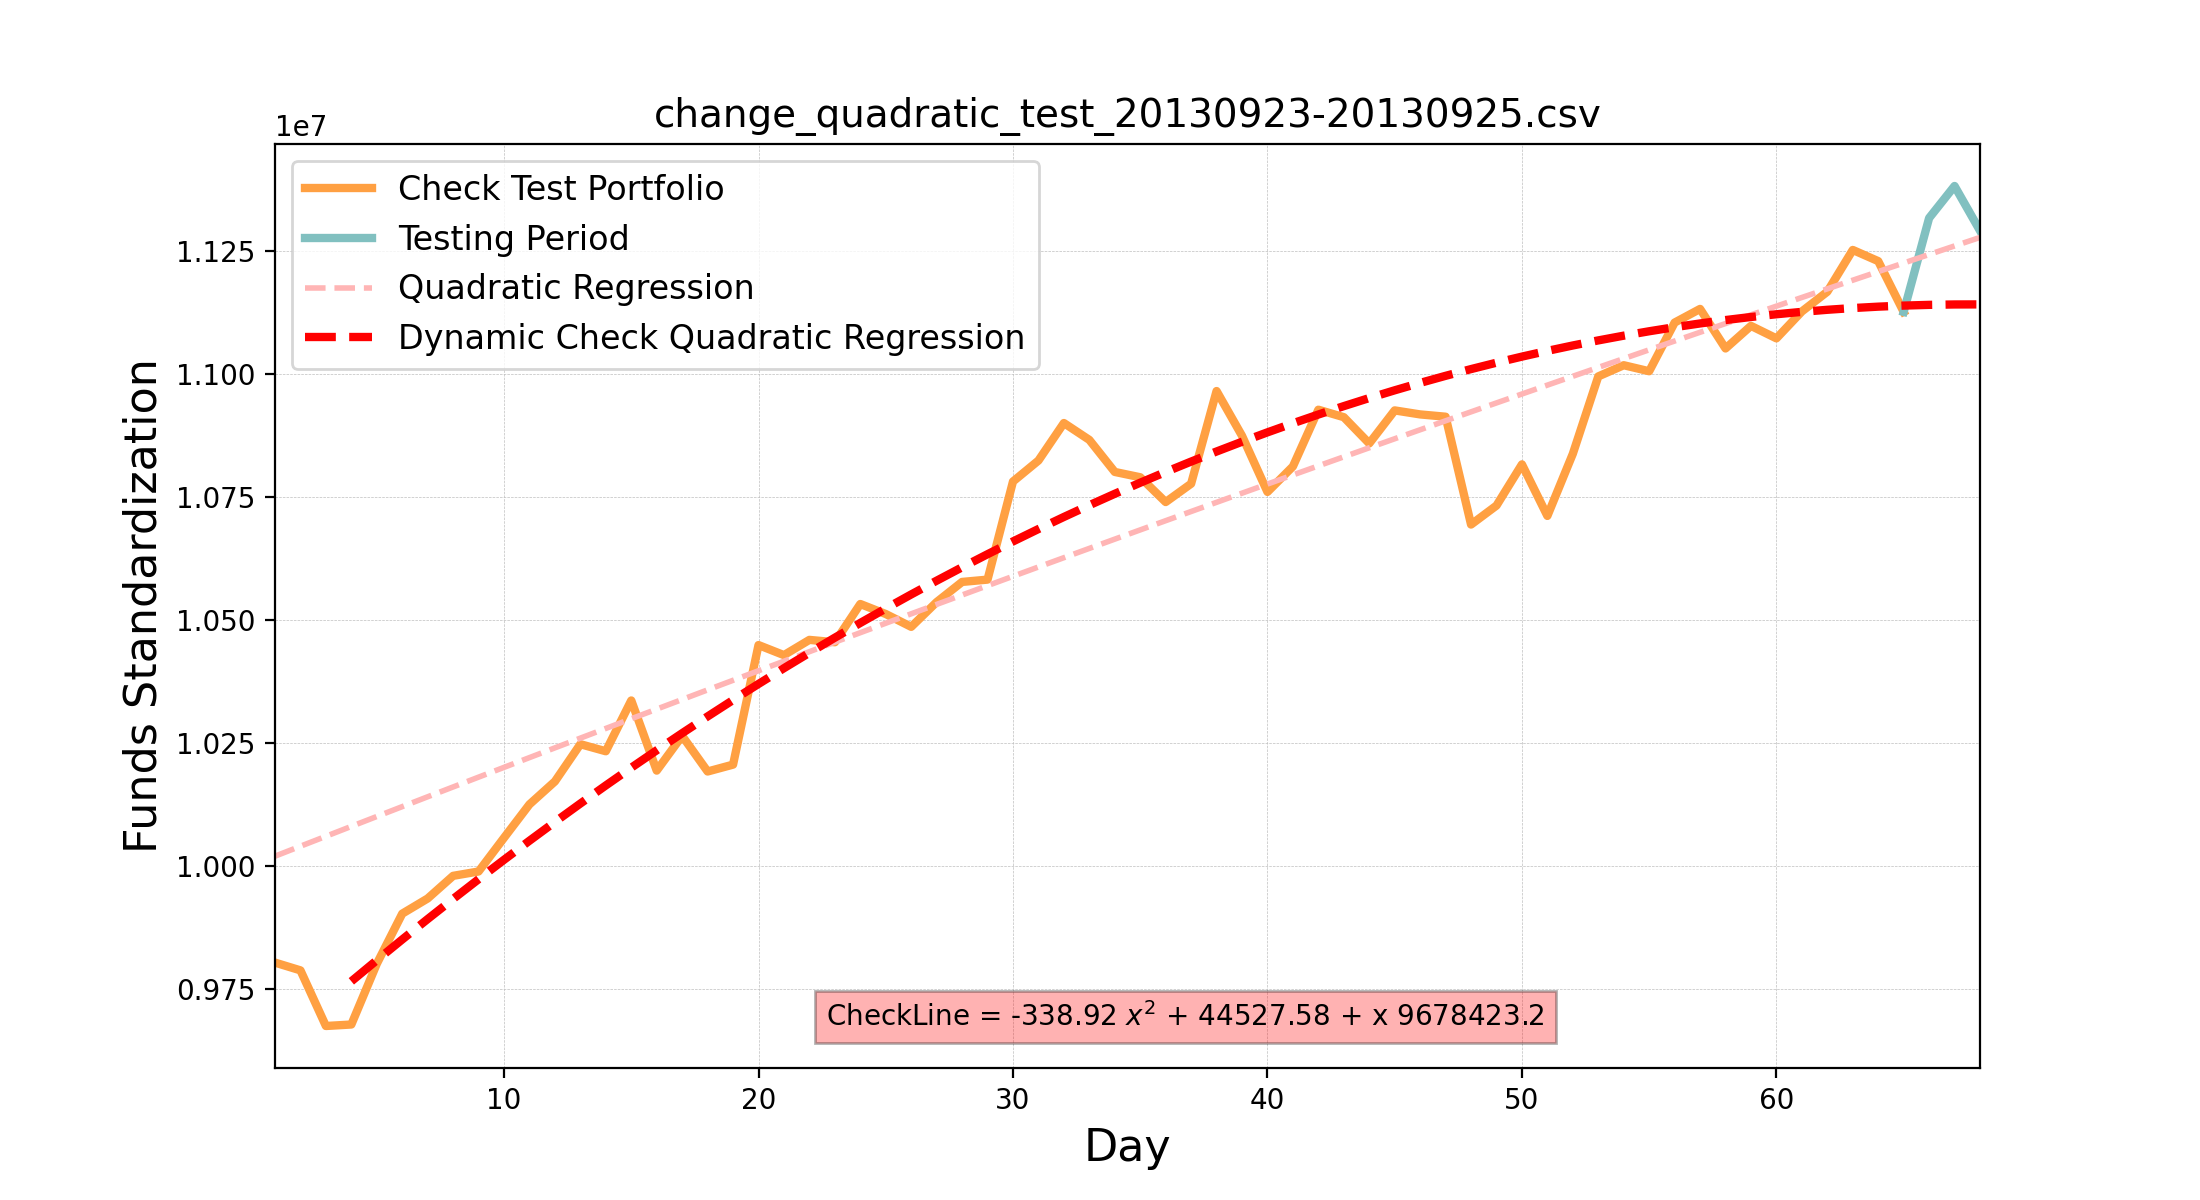 change_quadratic_test_20130923-20130925.csv
1e7
Check Test Portfolio
Testing Period
Quadratic Regression
Dynamic Check Quadratic Regression
1.125
1.100
1.075
1.050
1.025
1.000
0.975
Funds Standardization
CheckLine = -338.92 x² + 44527.58 + x 9678423.2
10 20 30 40 50 60
Day